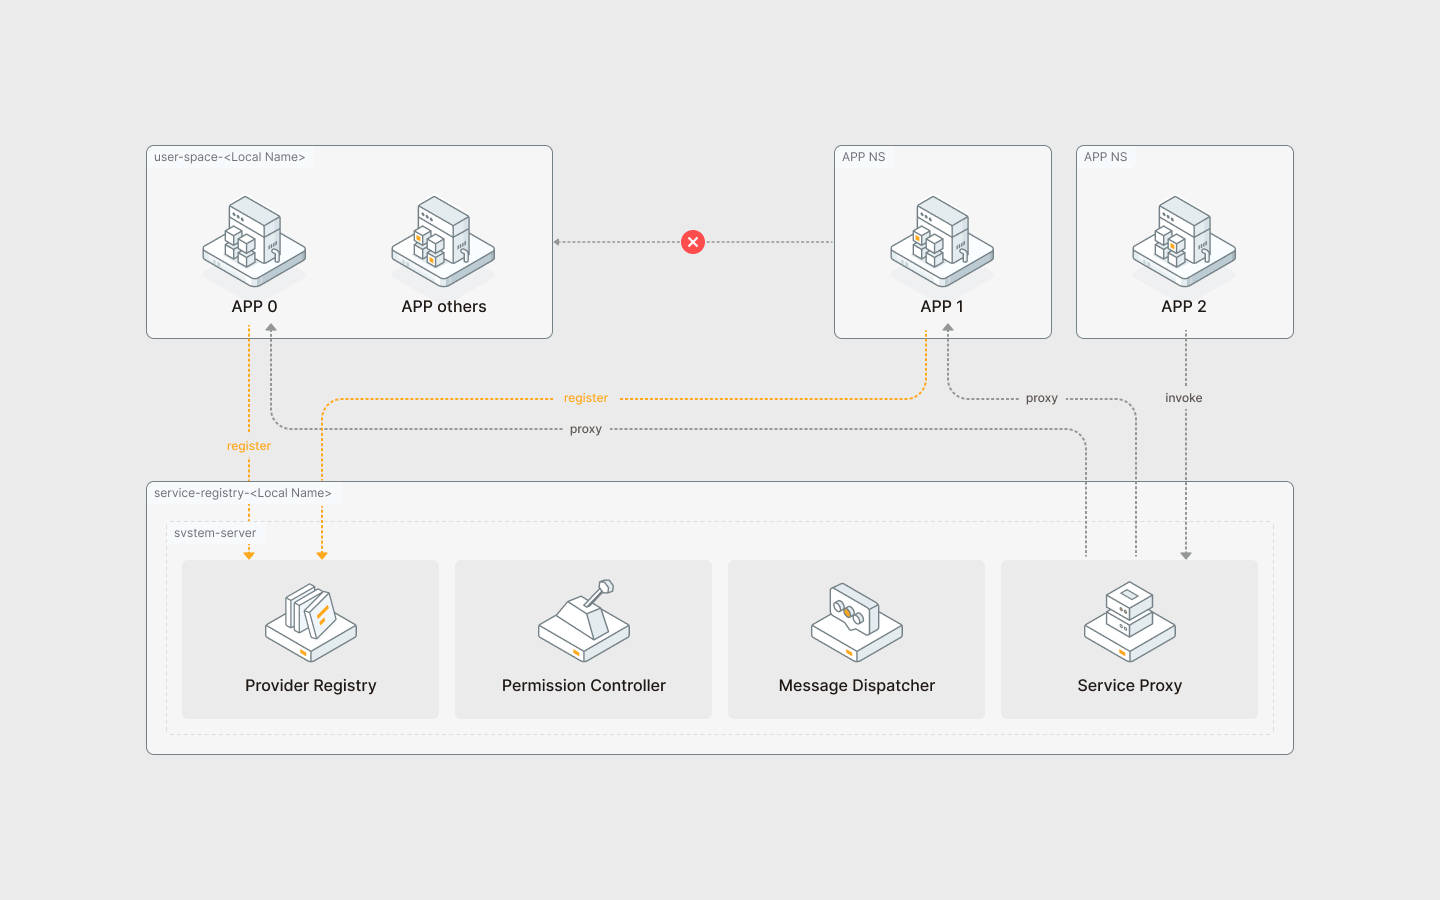 user-space-<Local Name>
APP NS
APP NS
APP 0
APP others
APP 1
APP 2
register
proxy
invoke
proxy
register
service-registry-<Local Name>
svstem-server
Provider Registry
Permission Controller
Message Dispatcher
Service Proxy